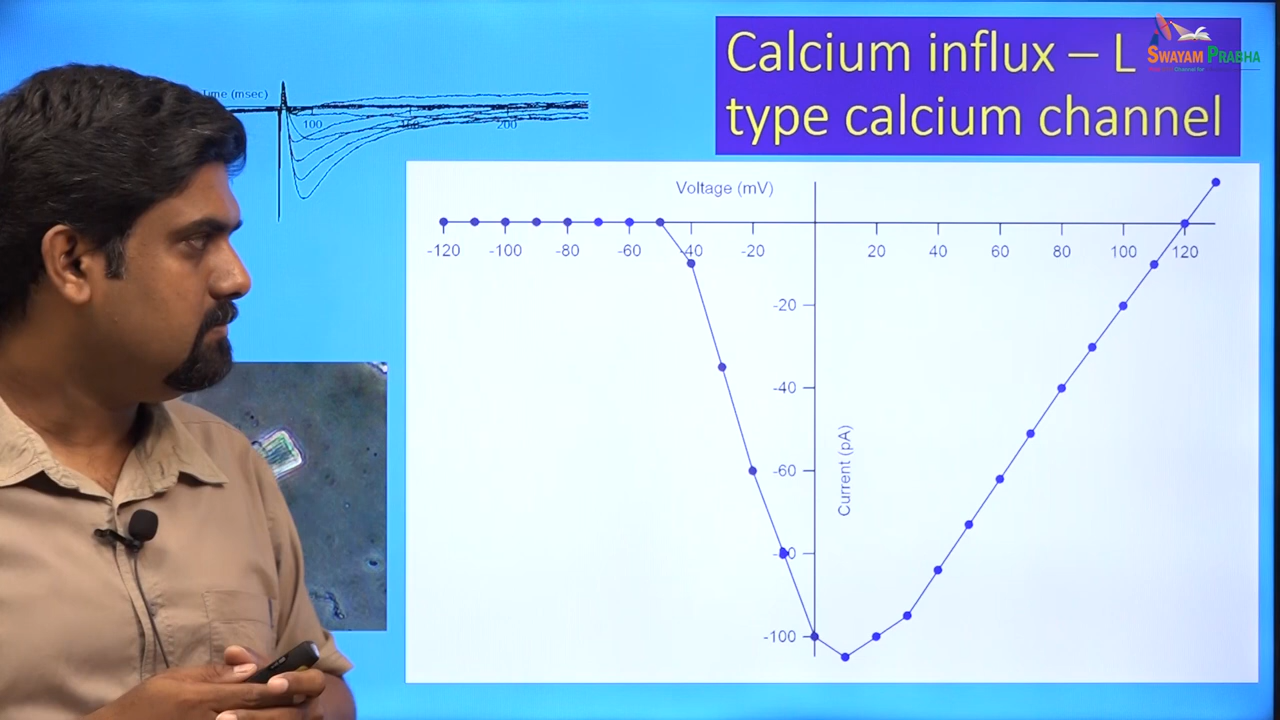 Calcium influx – L
type calcium channel
SWAYAM PRABHA
Time (msec)
100
200
Voltage (mV)
-120 -100 -80 -60 -40 -20 20 40 60 80 100 120
-20
-40
-60
-80
-100
Current (pA)